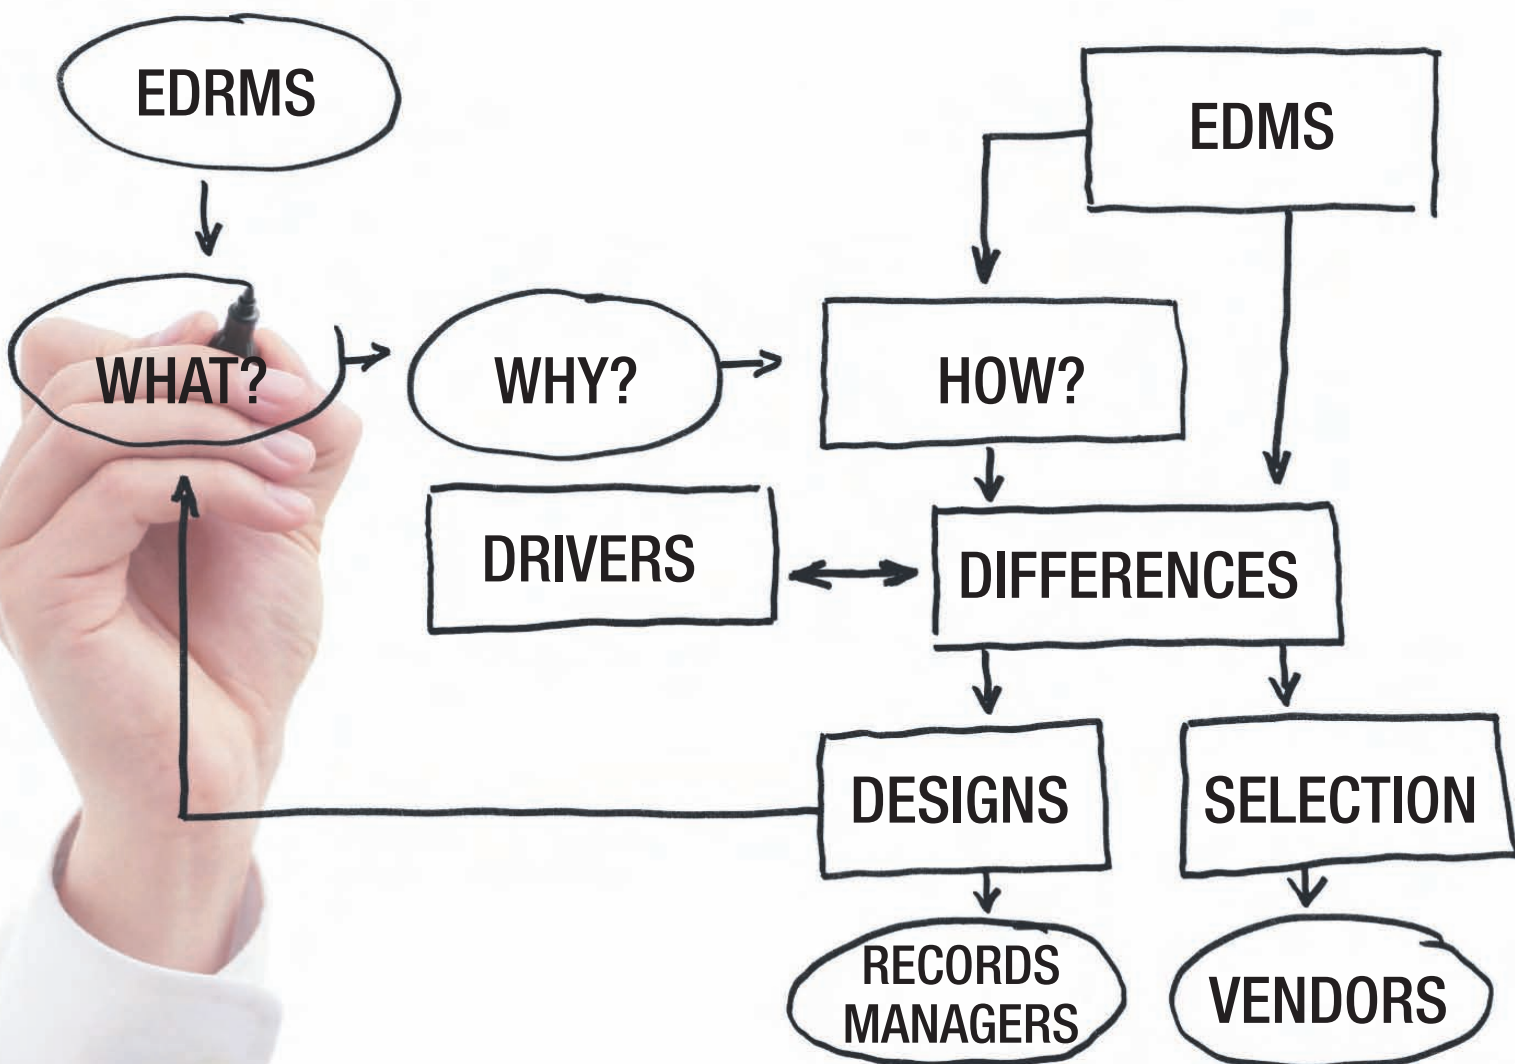 EDRMS
EDMS
WHAT?
WHY?
HOW?
DRIVERS
DIFFERENCES
DESIGNS
SELECTION
RECORDS
MANAGERS
VENDORS